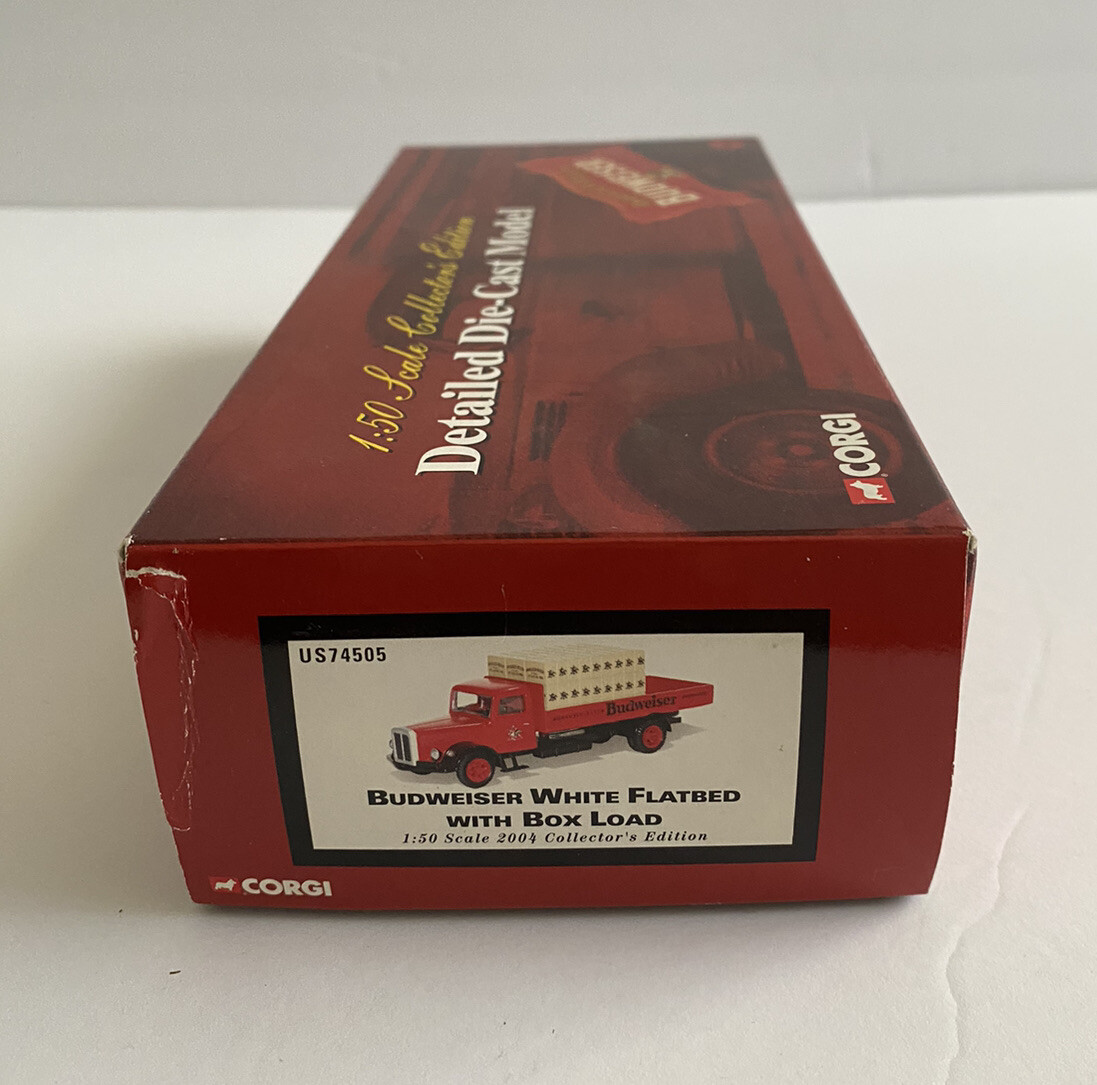 BUDWEISER
1:50 Scale Collector's Edition
Detailed Die-Cast Model
CORGI
US74505
Budweiser
BUDWEISER WHITE FLATBED
WITH BOX LOAD
1:50 Scale 2004 Collector's Edition
CORGI